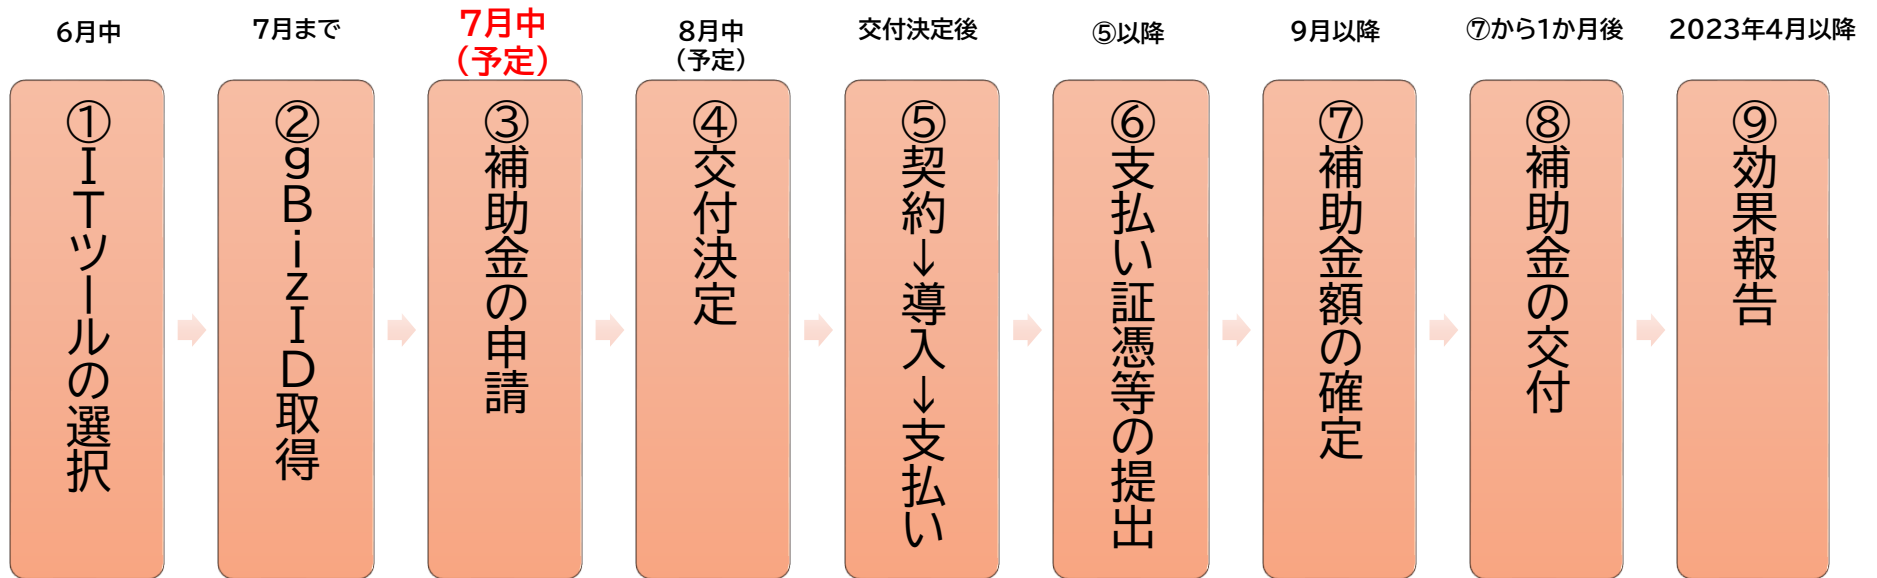 6月中
①ITツールの選択
7月まで
②gBizID取得
7月中
（予定）
③補助金の申請
8月中
（予定）
④交付決定
交付決定後
⑤契約→導入→支払い
⑤以降
⑥支払い証憑等の提出
9月以降
⑦補助金額の確定
⑦から1か月後
⑧補助金の交付
2023年4月以降
⑨効果報告